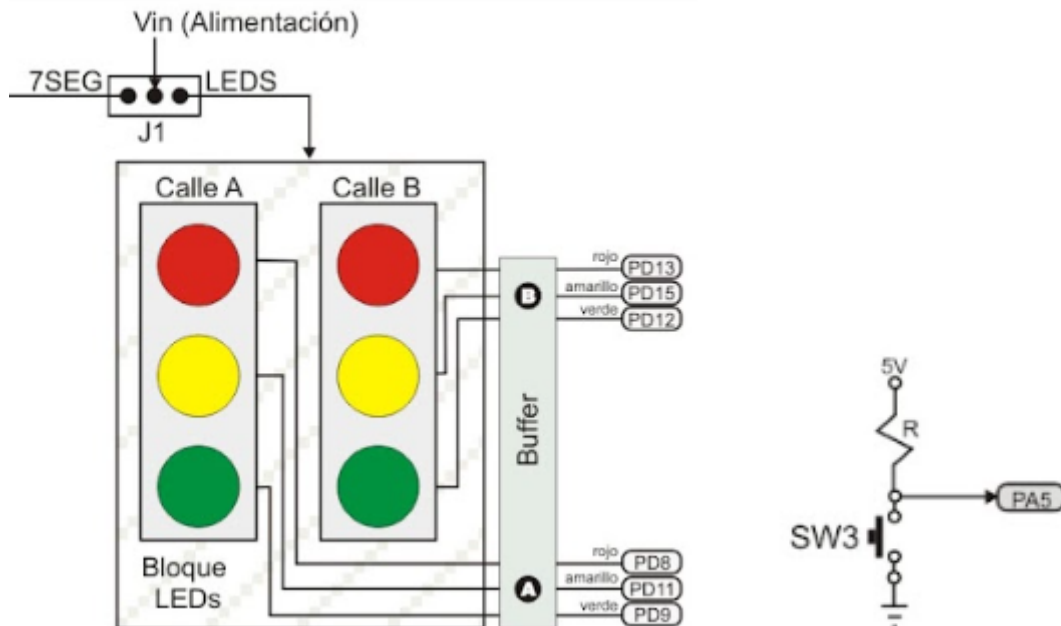 Vin (Alimentación)
7SEG
LEDS
J1
Calle A
Calle B
rojo
PD13
B
amarillo
PD15
verde
PD12
Buffer
5V
R
PA5
SW3
Bloque
LEDs
rojo
PD8
A
amarillo
PD11
verde
PD9